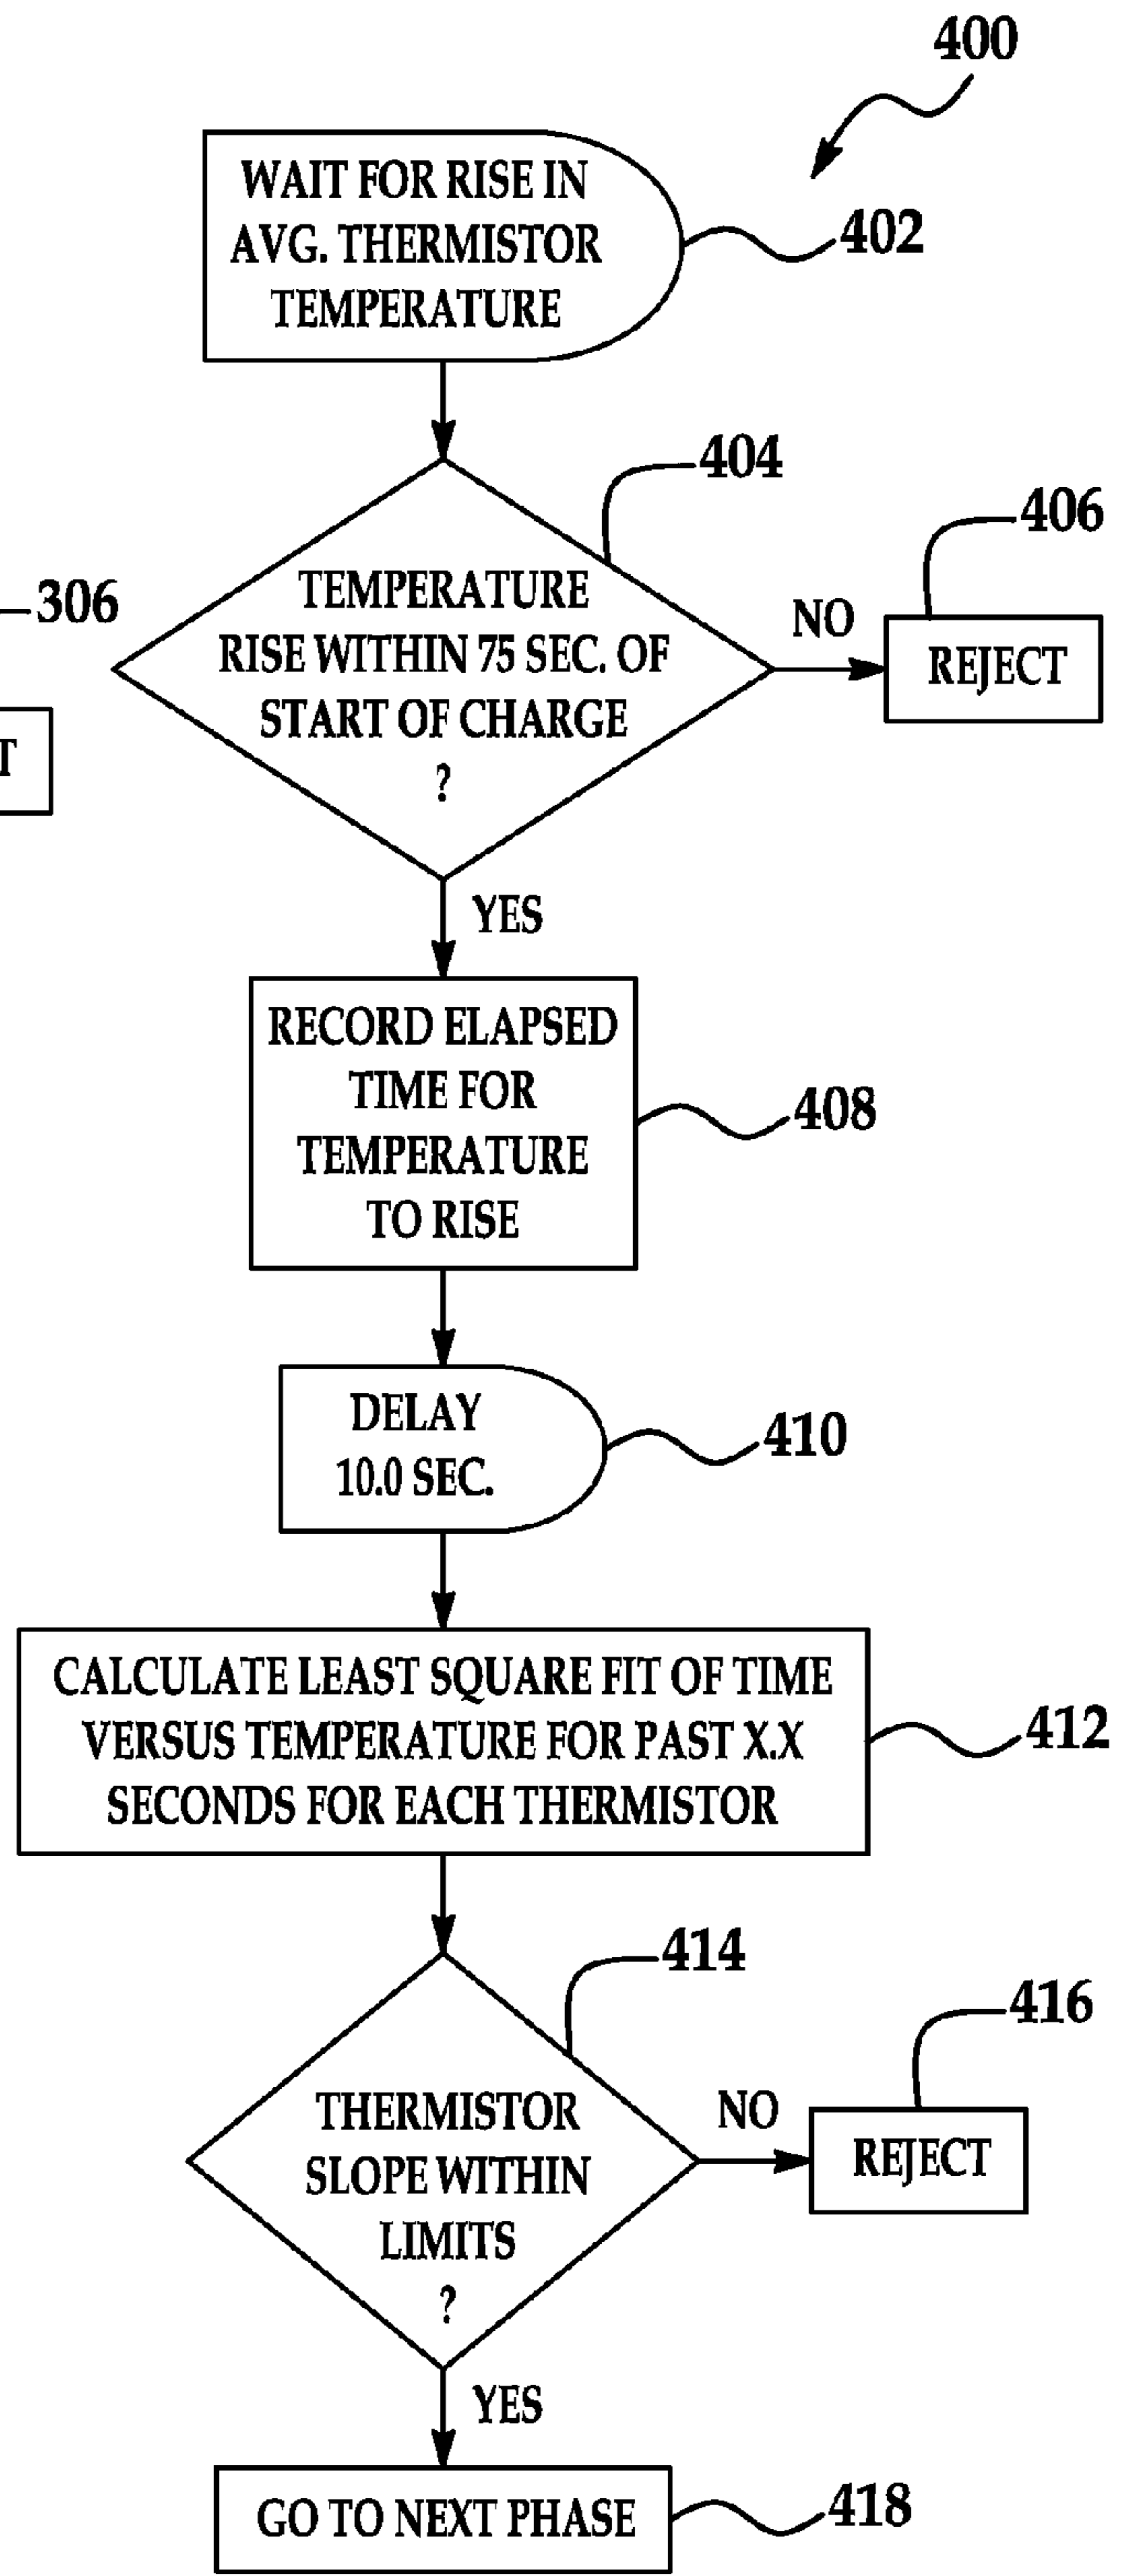 400
WAIT FOR RISE IN
AVG. THERMISTOR
TEMPERATURE
402
404
TEMPERATURE
RISE WITHIN 75 SEC. OF
START OF CHARGE
?
NO
406
REJECT
306
T
YES
RECORD ELAPSED
TIME FOR
TEMPERATURE
TO RISE
408
DELAY
10.0 SEC.
410
CALCULATE LEAST SQUARE FIT OF TIME
VERSUS TEMPERATURE FOR PAST X.X
SECONDS FOR EACH THERMISTOR
412
414
THERMISTOR
SLOPE WITHIN
LIMITS
?
NO
416
REJECT
YES
GO TO NEXT PHASE
418